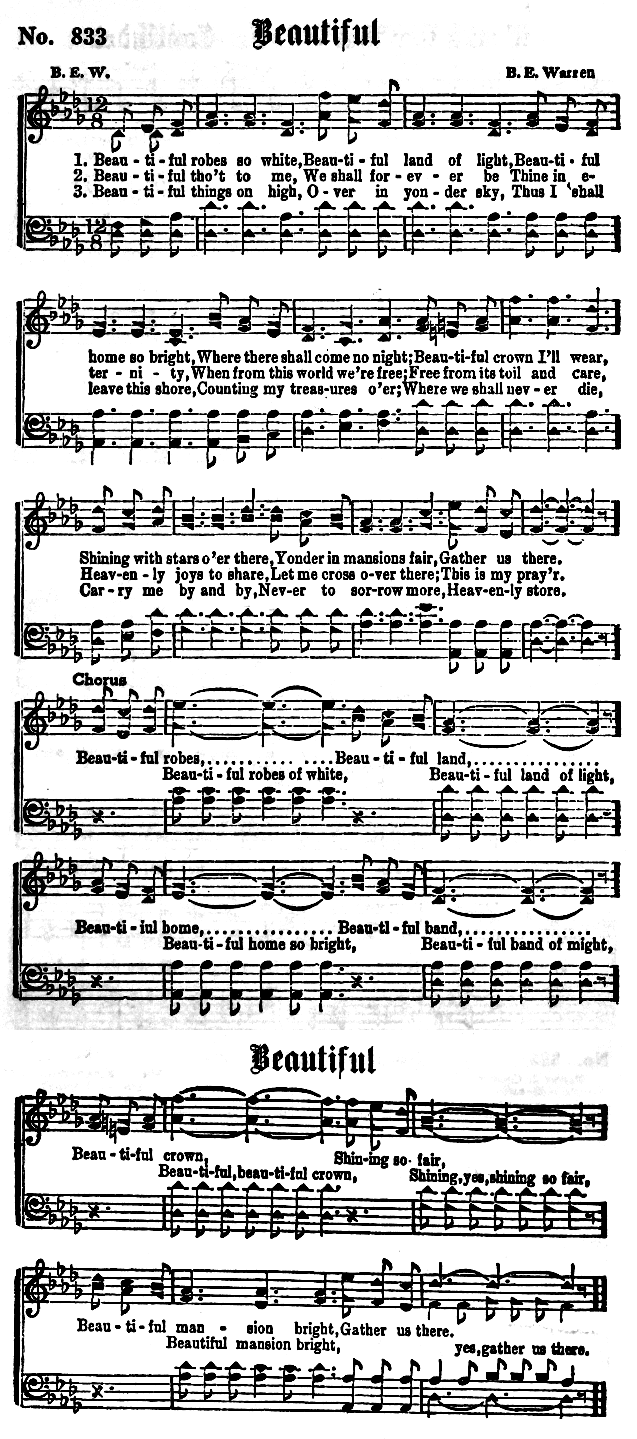 No. 833
Beautiful
B. E. W.
B. E. Warren
12
8
1. Beau - ti - ful robes so white, Beau-ti - ful land of light, Beau-ti - ful
2. Beau - ti - ful tho't to me, We shall for - ev - er be Thine in e-
3. Beau - ti - ful things on high, O - ver in yon - der sky, Thus I shall
12
8
home so bright, Where there shall come no night; Beau-ti-ful crown I'll wear,
ter - ni - ty, When from this world we're free; Free from its toil and care,
leave this shore, Counting my treas-ures o'er; Where we shall nev - er die,
Shining with stars o'er there, Yonder in mansions fair, Gather us there.
Heav-en - ly joys to share, Let me cross o-ver there; This is my pray'r.
Car - ry me by and by, Nev-er to sor-row more, Heav-en-ly store.
Chorus
Beau-ti-ful robes,................Beau - ti - ful land,..................
Beau-ti - ful robes of white, Beau-ti - ful land of light,
Beau-ti-iul home,..................Beau-ti-ful band,..................
Beau-ti-ful home so bright, Beau-ti-ful band of might,
Beautiful
Beau-ti-ful crown, Shin-ing so fair,
Beau-ti-ful, beau-ti-ful crown, Shining, yes, shining so fair,
Beau-ti-ful man - sion bright, Gather us there.
Beautiful mansion bright, yes, gather us there.